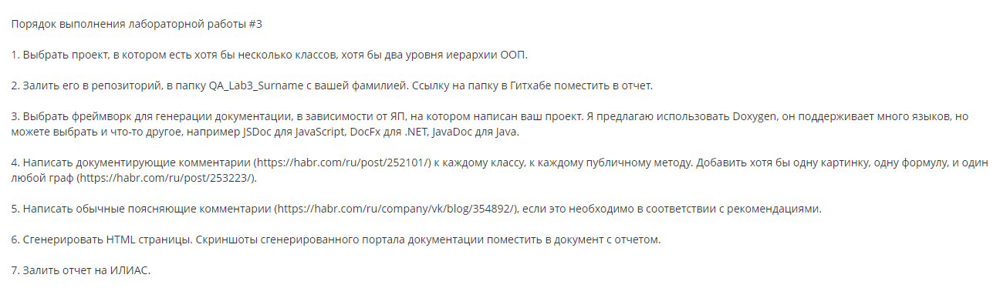 Порядок выполнения лабораторной работы #3
1. Выбрать проект, в котором есть хотя бы несколько классов, хотя бы два уровня иерархии ООП.
2. Залить его в репозиторий, в папку QA_Lab3_Surname с вашей фамилией. Ссылку на папку в Гитхабе поместить в отчет.
3. Выбрать фреймворк для генерации документации, в зависимости от ЯП, на котором написан ваш проект. Я предлагаю использовать Doxygen, он поддерживает много языков, но
можете выбрать и что-то другое, например JSDoc для JavaScript, DocFx для .NET, JavaDoc для Java.
4. Написать документирующие комментарии (https://habr.com/ru/post/252101/) к каждому классу, к каждому публичному методу. Добавить хотя бы одну картинку, одну формулу, и один
любой граф (https://habr.com/ru/post/253223/).
5. Написать обычные поясняющие комментарии (https://habr.com/ru/company/vk/blog/354892/), если это необходимо в соответствии с рекомендациями.
6. Сгенерировать HTML страницы. Скриншоты сгенерированного портала документации поместить в документ с отчетом.
7. Залить отчет на ИЛИАС.